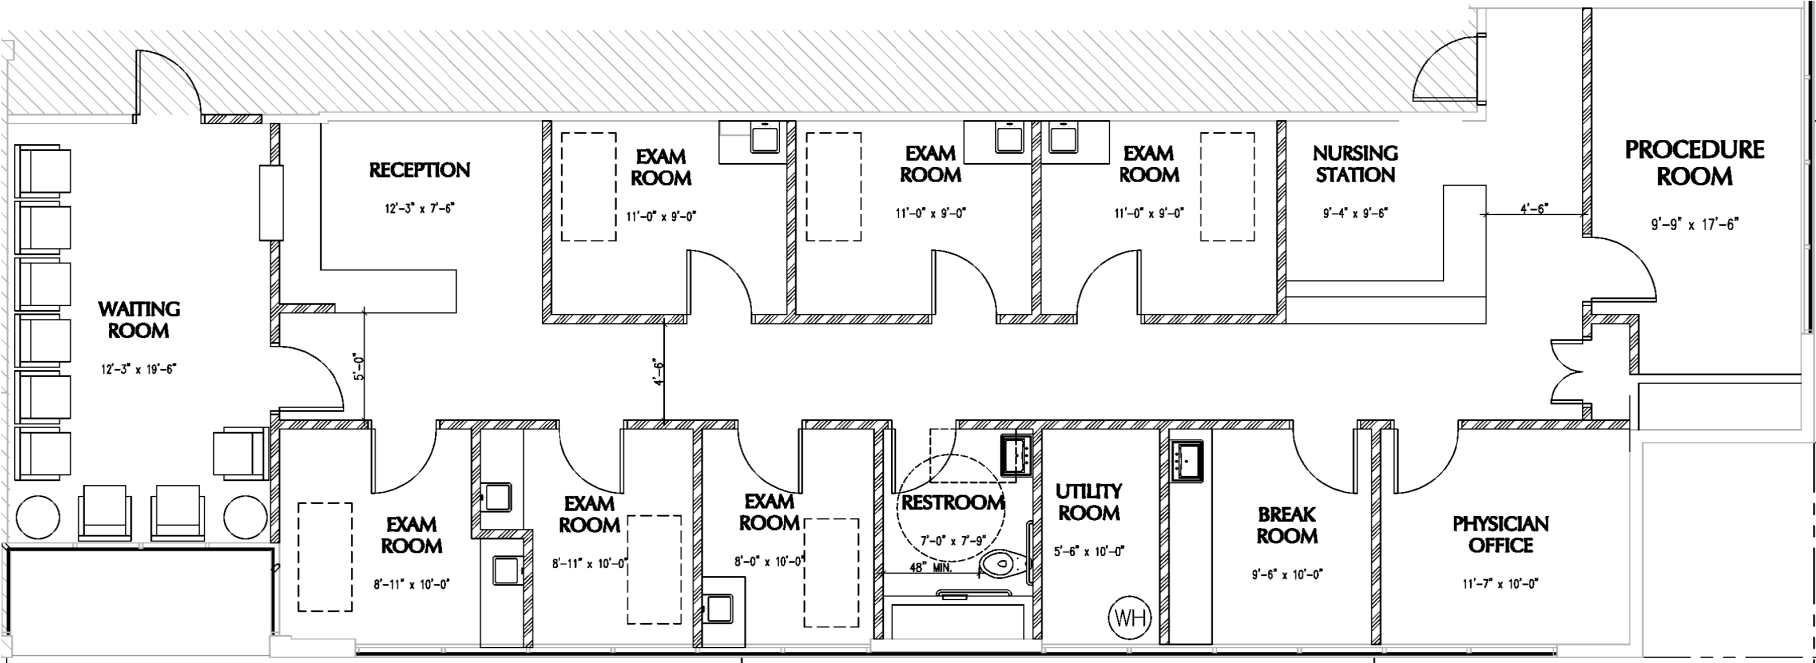 RECEPTION
12'-3" x 7'-6"
EXAM
ROOM
11'-0" x 9'-0"
EXAM
ROOM
11'-0" x 9'-0"
EXAM
ROOM
11'-0" x 9'-0"
NURSING
STATION
9'-4" x 9'-6"
4'-6"
PROCEDURE
ROOM
9'-9" x 17'-6"
WAITING
ROOM
12'-3" x 19'-6"
5'-0"
4'-6"
EXAM
ROOM
8'-11" x 10'-0"
EXAM
ROOM
8'-11" x 10'-0"
EXAM
ROOM
8'-0" x 10'-0"
RESTROOM
7'-0" x 7'-9"
48" MIN.
UTILITY
ROOM
5'-6" x 10'-0"
WH
BREAK
ROOM
9'-6" x 10'-0"
PHYSICIAN
OFFICE
11'-7" x 10'-0"